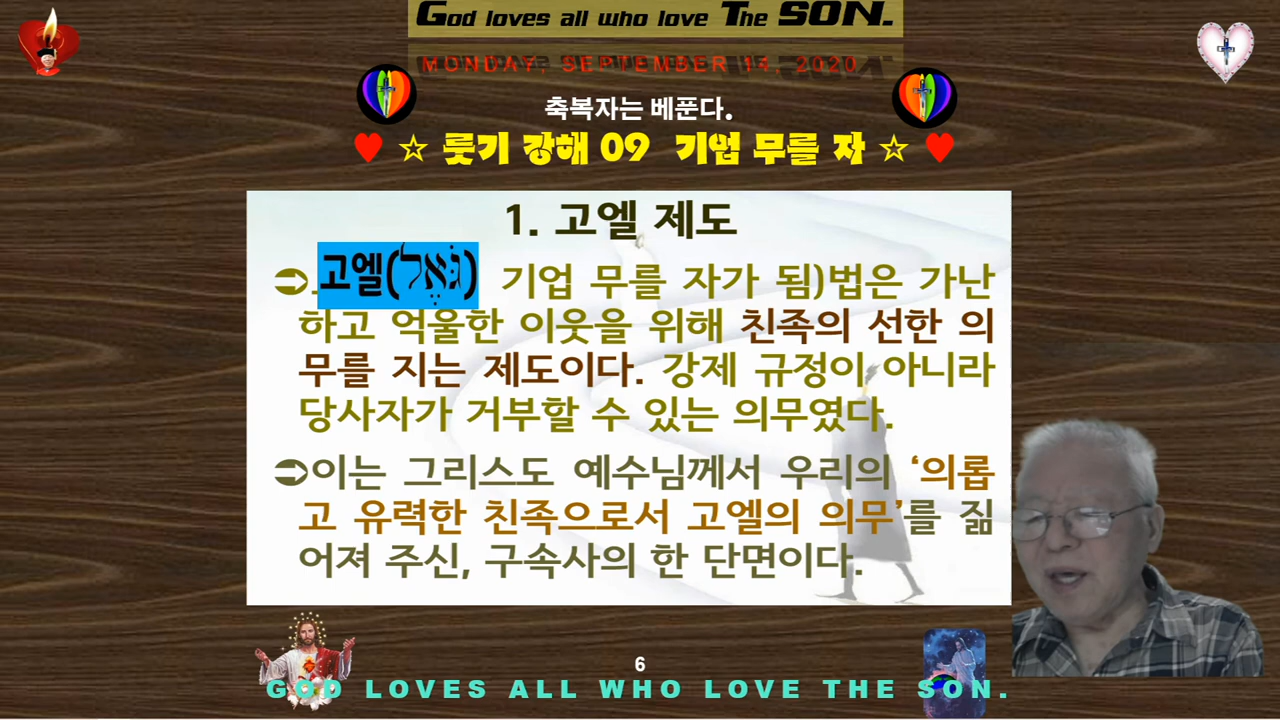 God loves all who love The SON.
MONDAY, SEPTEMBER 14, 2020
축복자는 베푼다.
♥ ☆ 룻기 강해 09 기업 무를 자 ☆ ♥
1. 고엘 제도
➲고엘(גֹּאֵל) 기업 무를 자가 됨)법은 가난
하고 억울한 이웃을 위해 친족의 선한 의
무를 지는 제도이다. 강제 규정이 아니라
당사자가 거부할 수 있는 의무였다.
➲이는 그리스도 예수님께서 우리의 ‘의롭
고 유력한 친족으로서 고엘의 의무’를 짊
어져 주신, 구속사의 한 단면이다.
6
GOD LOVES ALL WHO LOVE THE SON.